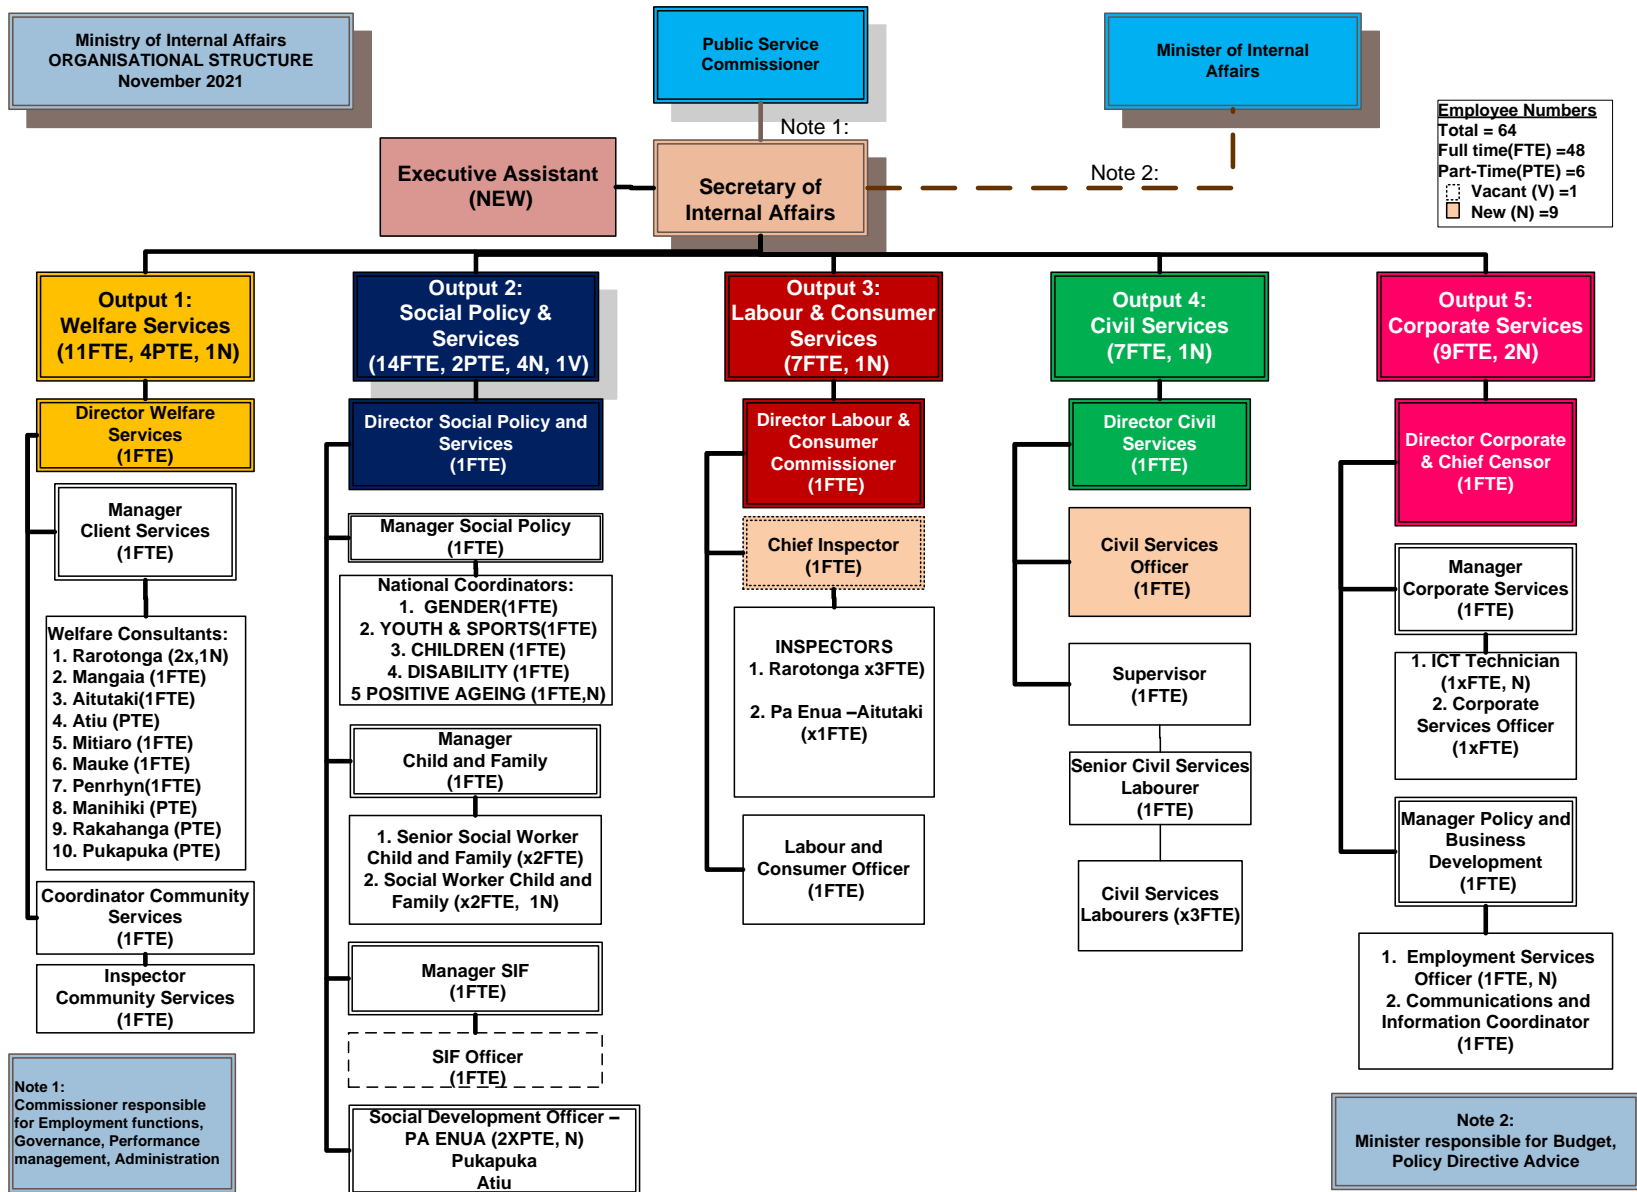 Ministry of Internal Affairs
ORGANISATIONAL STRUCTURE
November 2021
Public Service
Commissioner
Minister of Internal
Affairs
Note 1:
Executive Assistant
(NEW)
Secretary of
Internal Affairs
Note 2:
Employee Numbers
Total = 64
Full time(FTE) =48
Part-Time(PTE) =6
Vacant (V) =1
New (N) =9
Output 1:
Welfare Services
(11FTE, 4PTE, 1N)
Director Welfare
Services
(1FTE)
Manager
Client Services
(1FTE)
Welfare Consultants:
1. Rarotonga (2x,1N)
2. Mangaia (1FTE)
3. Aitutaki(1FTE)
4. Atiu (PTE)
5. Mitiaro (1FTE)
6. Mauke (1FTE)
7. Penrhyn(1FTE)
8. Manihiki (PTE)
9. Rakahanga (PTE)
10. Pukapuka (PTE)
Coordinator Community
Services
(1FTE)
Inspector
Community Services
(1FTE)
Output 2:
Social Policy &
Services
(14FTE, 2PTE, 4N, 1V)
Director Social Policy and
Services
(1FTE)
Manager Social Policy
(1FTE)
National Coordinators:
1. GENDER(1FTE)
2. YOUTH & SPORTS(1FTE)
3. CHILDREN (1FTE)
4. DISABILITY (1FTE)
5 POSITIVE AGEING (1FTE,N)
Manager
Child and Family
(1FTE)
1. Senior Social Worker
Child and Family (x2FTE)
2. Social Worker Child and
Family (x2FTE, 1N)
Manager SIF
(1FTE)
SIF Officer
(1FTE)
Social Development Officer –
PA ENUA (2XPTE, N)
Pukapuka
Atiu
Output 3:
Labour & Consumer
Services
(7FTE, 1N)
Director Labour &
Consumer
Commissioner
(1FTE)
Chief Inspector
(1FTE)
INSPECTORS
1. Rarotonga x3FTE)
2. Pa Enua –Aitutaki
(x1FTE)
Labour and
Consumer Officer
(1FTE)
Output 4:
Civil Services
(7FTE, 1N)
Director Civil
Services
(1FTE)
Civil Services
Officer
(1FTE)
Supervisor
(1FTE)
Senior Civil Services
Labourer
(1FTE)
Civil Services
Labourers (x3FTE)
Output 5:
Corporate Services
(9FTE, 2N)
Director Corporate
& Chief Censor
(1FTE)
Manager
Corporate Services
(1FTE)
1. ICT Technician
(1xFTE, N)
2. Corporate
Services Officer
(1xFTE)
Manager Policy and
Business
Development
(1FTE)
1. Employment Services
Officer (1FTE, N)
2. Communications and
Information Coordinator
(1FTE)
Note 1:
Commissioner responsible
for Employment functions,
Governance, Performance
management, Administration
Note 2:
Minister responsible for Budget,
Policy Directive Advice